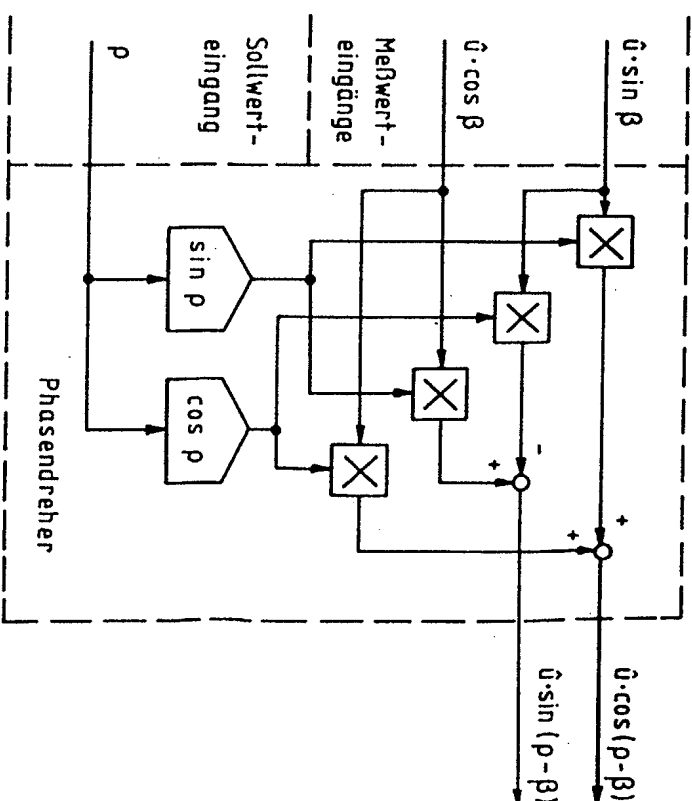 û·sin β
û·cos(ρ-β)
+
+
û·sin(ρ-β)
-
+
û·cos β
Meßwert-
eingänge
Sollwert-
eingang
sin ρ
cos ρ
ρ
Phasendreher